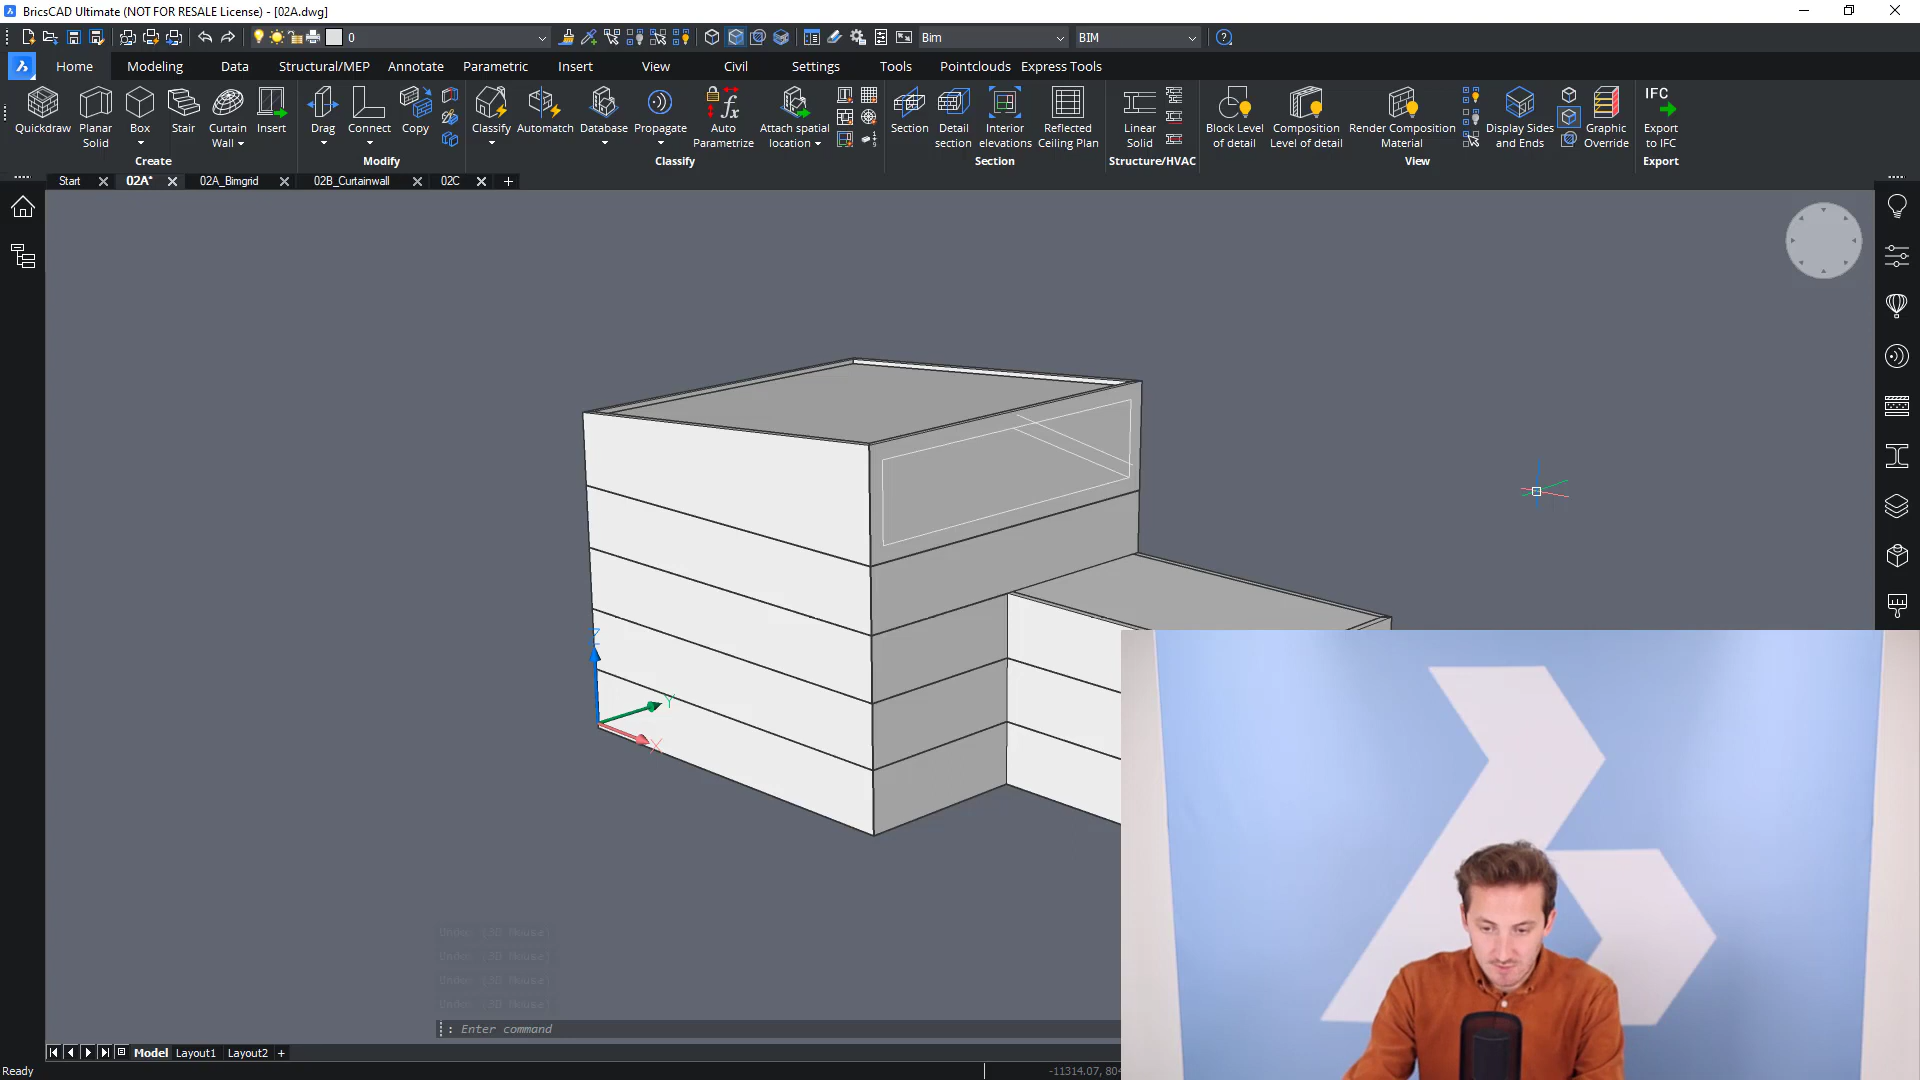 BricsCAD Ultimate (NOT FOR RESALE License) - [02A.dwg]
0
Bim
BIM
Home Modeling Data Structural/MEP Annotate Parametric Insert View Civil Settings Tools Pointclouds Express Tools
Quickdraw
Planar Solid
Box
Stair
Curtain Wall
Insert
Drag
Connect
Copy
Classify
Automatch
Database
Propagate
Auto Parametrize
Attach spatial location
Section
Detail section
Interior elevations
Reflected Ceiling Plan
Linear Solid
Block Level of detail
Composition Level of detail
Render Composition Material
Display Sides and Ends
Graphic Override
IFC
Export to IFC
Create
Modify
Classify
Section
Structure/HVAC
View
Export
Start 02A* 02A_Bimgrid 02B_Curtainwall 02C
Z
Y
X
: Enter command
Model Layout1 Layout2
Ready